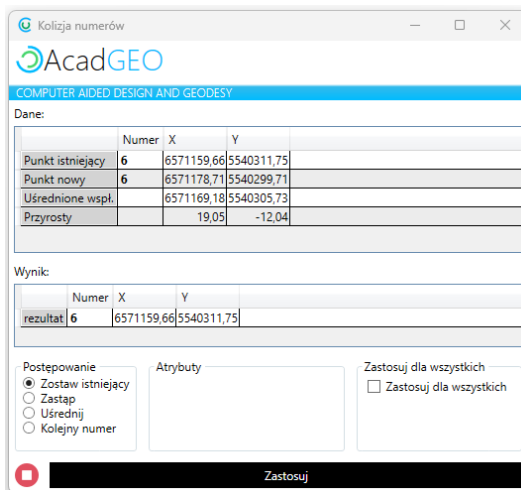 Kolizja numerów
AcadGEO
COMPUTER AIDED DESIGN AND GEODESY
Dane:
Numer X Y
Punkt istniejący 6 6571159,66 5540311,75
Punkt nowy 6 6571178,71 5540299,71
Uśrednione wspł. 6571169,18 5540305,73
Przyrosty 19,05 -12,04
Wynik:
Numer X Y
rezultat 6 6571159,66 5540311,75
Postępowanie
Zostaw istniejący
Zastąp
Uśrednij
Kolejny numer
Atrybuty
Zastosuj dla wszystkich
Zastosuj dla wszystkich
Zastosuj